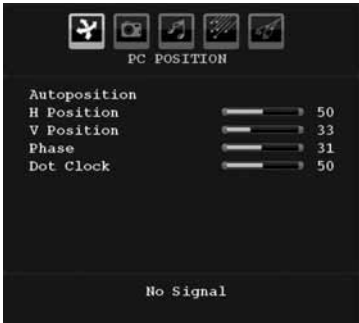 PC POSITION
Autoposition
H Position 50
V Position 33
Phase 31
Dot Clock 50
No Signal